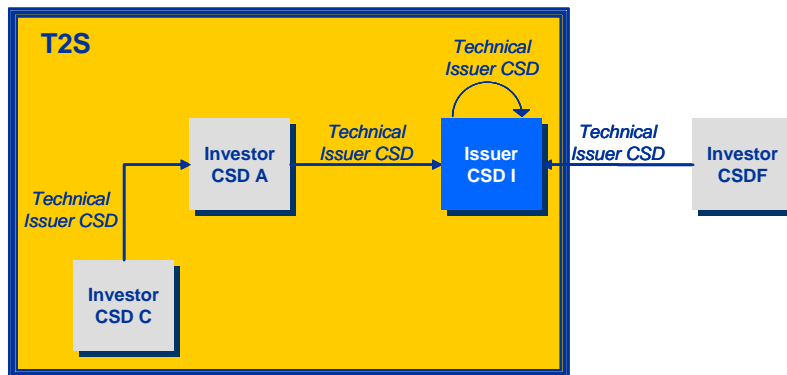 T2S
Technical
Issuer CSD
Technical
Issuer CSD
Technical
Issuer CSD
Investor
CSD A
Issuer
CSD I
Investor
CSDF
Technical
Issuer CSD
Investor
CSD C